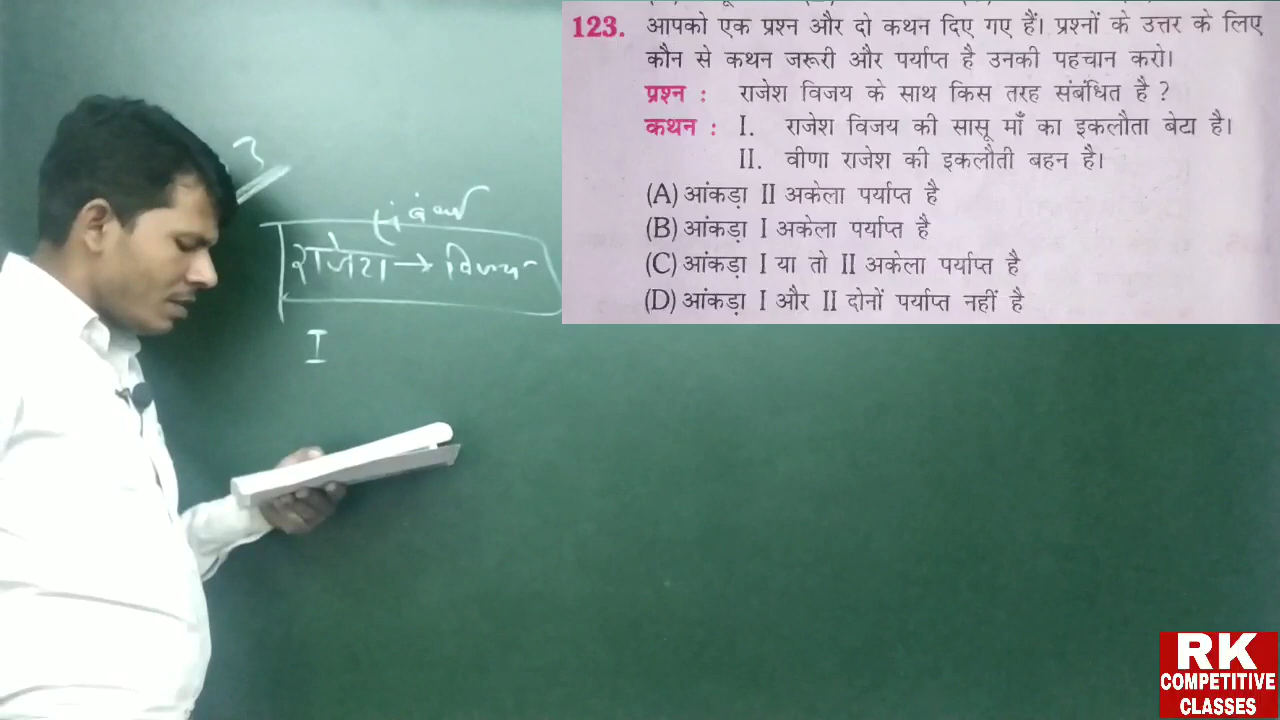 123. आपको एक प्रश्न और दो कथन दिए गए हैं। प्रश्नों के उत्तर के लिए
कौन से कथन जरूरी और पर्याप्त है उनकी पहचान करो।
प्रश्न : राजेश विजय के साथ किस तरह संबंधित है ?
कथन : I. राजेश विजय की सासू माँ का इकलौता बेटा है।
II. वीणा राजेश की इकलौती बहन है।
(A) आंकड़ा II अकेला पर्याप्त है
(B) आंकड़ा I अकेला पर्याप्त है
(C) आंकड़ा I या तो II अकेला पर्याप्त है
(D) आंकड़ा I और II दोनों पर्याप्त नहीं है
राजेश → विजय
I
RK
COMPETITIVE
CLASSES